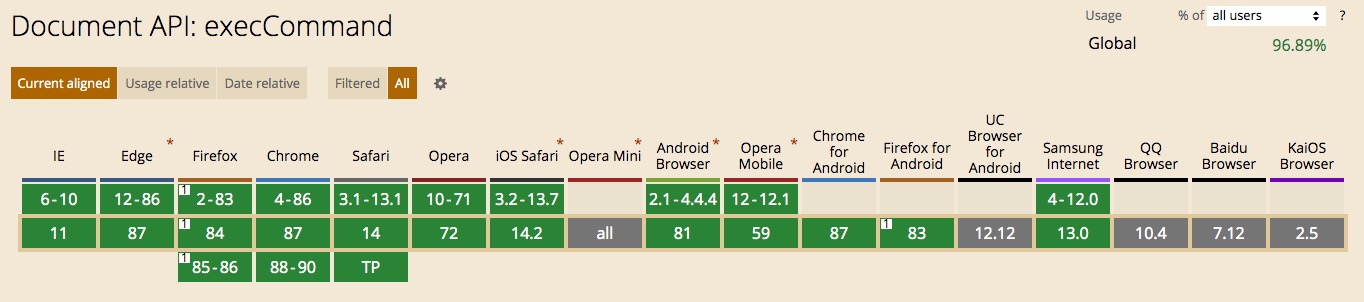 Document API: execCommand
Usage % of all users ?
Global 96.89%
Current aligned Usage relative Date relative Filtered All
IE Edge * Firefox Chrome Safari Opera iOS Safari * Opera Mini * Android Browser * Opera Mobile * Chrome for Android Firefox for Android UC Browser for Android Samsung Internet QQ Browser Baidu Browser KaiOS Browser
6-10 12-86 1 2-83 4-86 3.1-13.1 10-71 3.2-13.7 2.1-4.4.4 12-12.1 4-12.0
11 87 1 84 87 14 72 14.2 all 81 59 87 1 83 12.12 13.0 10.4 7.12 2.5
1 85-86 88-90 TP